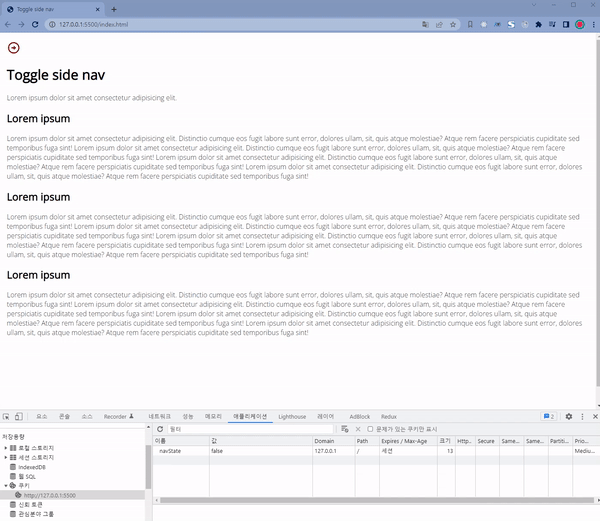 Toggle side nav
127.0.0.1:5500/index.html
Toggle side nav
Lorem ipsum dolor sit amet consectetur adipisicing elit.
Lorem ipsum
Lorem ipsum dolor sit amet consectetur adipisicing elit. Distinctio cumque eos fugit labore sunt error, dolores ullam, sit, quis atque molestiae? Atque rem facere perspiciatis cupiditate sed
temporibus fuga sint! Lorem ipsum dolor sit amet consectetur adipisicing elit. Distinctio cumque eos fugit labore sunt error, dolores ullam, sit, quis atque molestiae? Atque rem facere
perspiciatis cupiditate sed temporibus fuga sint! Lorem ipsum dolor sit amet consectetur adipisicing elit. Distinctio cumque eos fugit labore sunt error, dolores ullam, sit, quis atque
molestiae? Atque rem facere perspiciatis cupiditate sed temporibus fuga sint! Lorem ipsum dolor sit amet consectetur adipisicing elit. Distinctio cumque eos fugit labore sunt error, dolores
ullam, sit, quis atque molestiae? Atque rem facere perspiciatis cupiditate sed temporibus fuga sint!
Lorem ipsum
Lorem ipsum dolor sit amet consectetur adipisicing elit. Distinctio cumque eos fugit labore sunt error, dolores ullam, sit, quis atque molestiae? Atque rem facere perspiciatis cupiditate sed
temporibus fuga sint! Lorem ipsum dolor sit amet consectetur adipisicing elit. Distinctio cumque eos fugit labore sunt error, dolores ullam, sit, quis atque molestiae? Atque rem facere
perspiciatis cupiditate sed temporibus fuga sint! Lorem ipsum dolor sit amet consectetur adipisicing elit. Distinctio cumque eos fugit labore sunt error, dolores ullam, sit, quis atque
molestiae? Atque rem facere perspiciatis cupiditate sed temporibus fuga sint! Lorem ipsum dolor sit amet consectetur adipisicing elit. Distinctio cumque eos fugit labore sunt error, dolores
ullam, sit, quis atque molestiae? Atque rem facere perspiciatis cupiditate sed temporibus fuga sint!
Lorem ipsum
Lorem ipsum dolor sit amet consectetur adipisicing elit. Distinctio cumque eos fugit labore sunt error, dolores ullam, sit, quis atque molestiae? Atque rem facere perspiciatis cupiditate sed
temporibus fuga sint! Lorem ipsum dolor sit amet consectetur adipisicing elit. Distinctio cumque eos fugit labore sunt error, dolores ullam, sit, quis atque molestiae? Atque rem facere
perspiciatis cupiditate sed temporibus fuga sint! Lorem ipsum dolor sit amet consectetur adipisicing elit. Distinctio cumque eos fugit labore sunt error, dolores ullam, sit, quis atque
molestiae? Atque rem facere perspiciatis cupiditate sed temporibus fuga sint! Lorem ipsum dolor sit amet consectetur adipisicing elit. Distinctio cumque eos fugit labore sunt error, dolores
ullam, sit, quis atque molestiae? Atque rem facere perspiciatis cupiditate sed temporibus fuga sint!
요소 콘솔 소스 Recorder 네트워크 성능 메모리 애플리케이션 Lighthouse 레이어 AdBlock Redux 2
필터 문제가 있는 쿠키만 표시
저장용량
로컬 스토리지
세션 스토리지
IndexedDB
웹 SQL
쿠키
http://127.0.0.1:5500
신뢰 토큰
관심분야 그룹
이름 값 Domain Path Expires / Max-Age 크기 Http... Secure Same... Same... Partiti... Prio...
navState false 127.0.0.1 / 세션 13 Mediu...